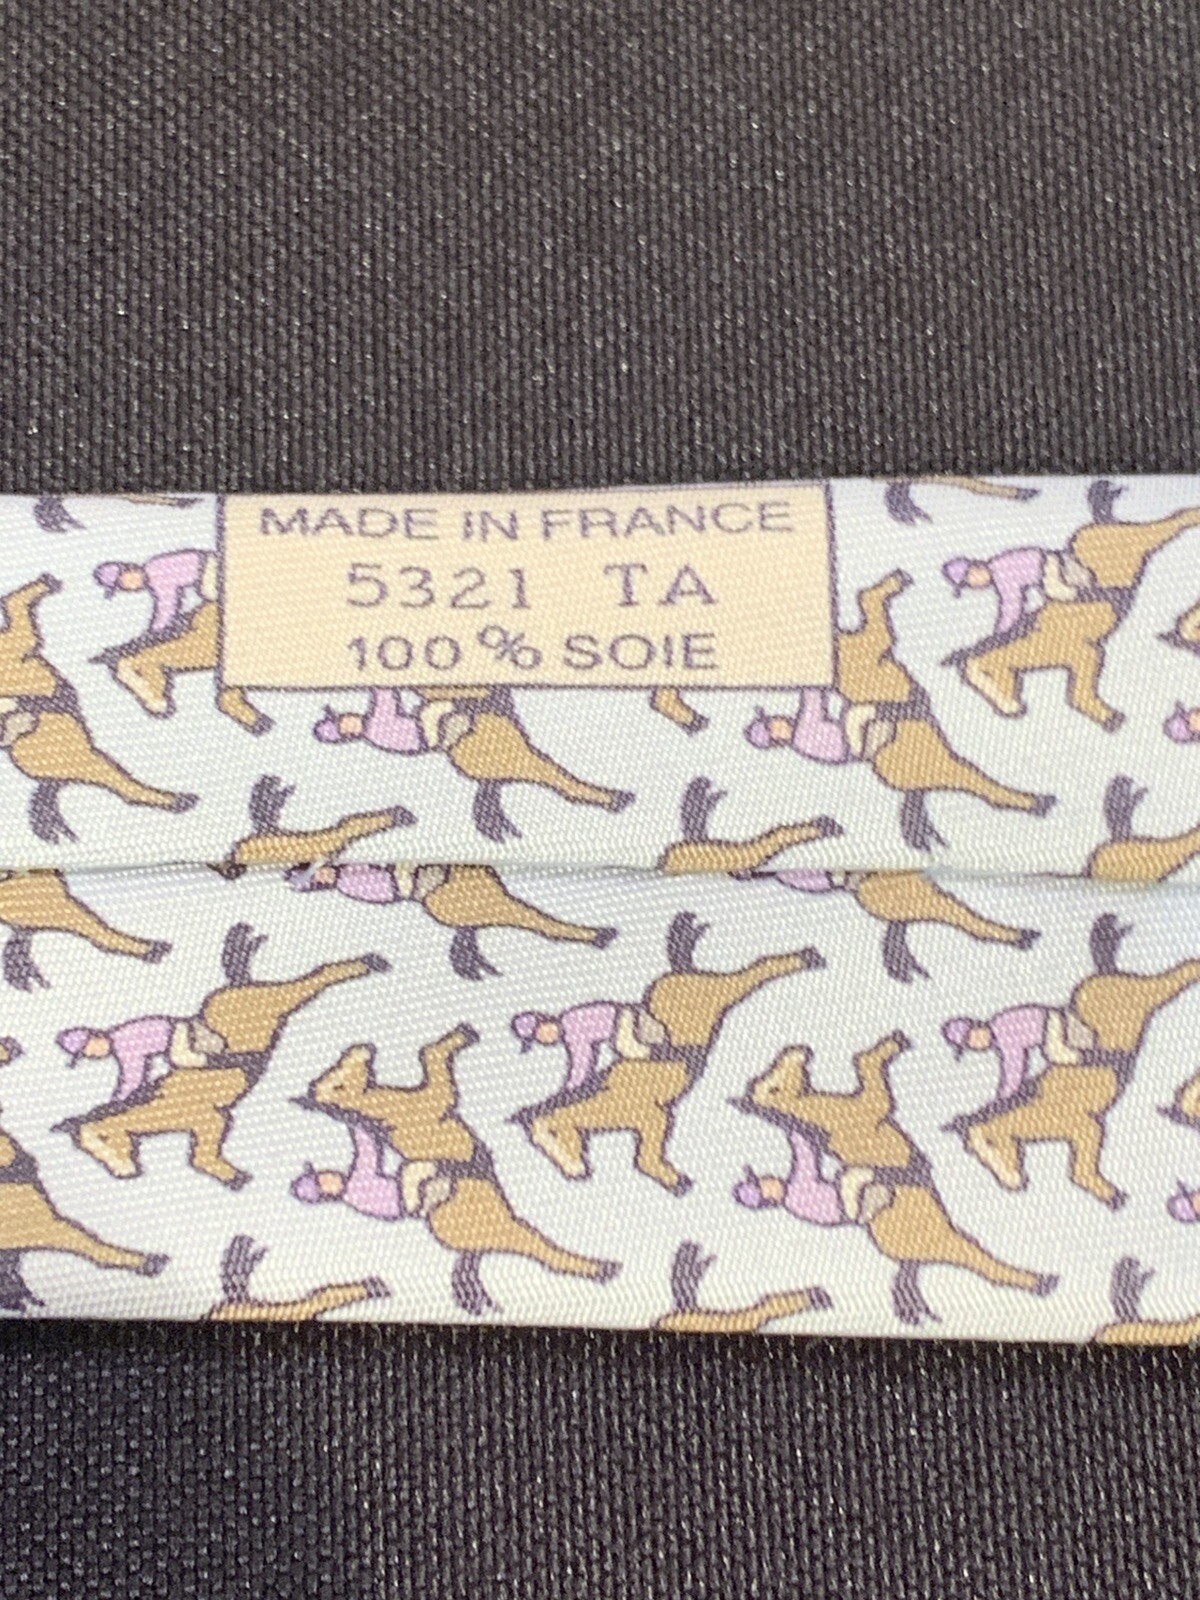 MADE IN FRANCE
5321 TA
100% SOIE